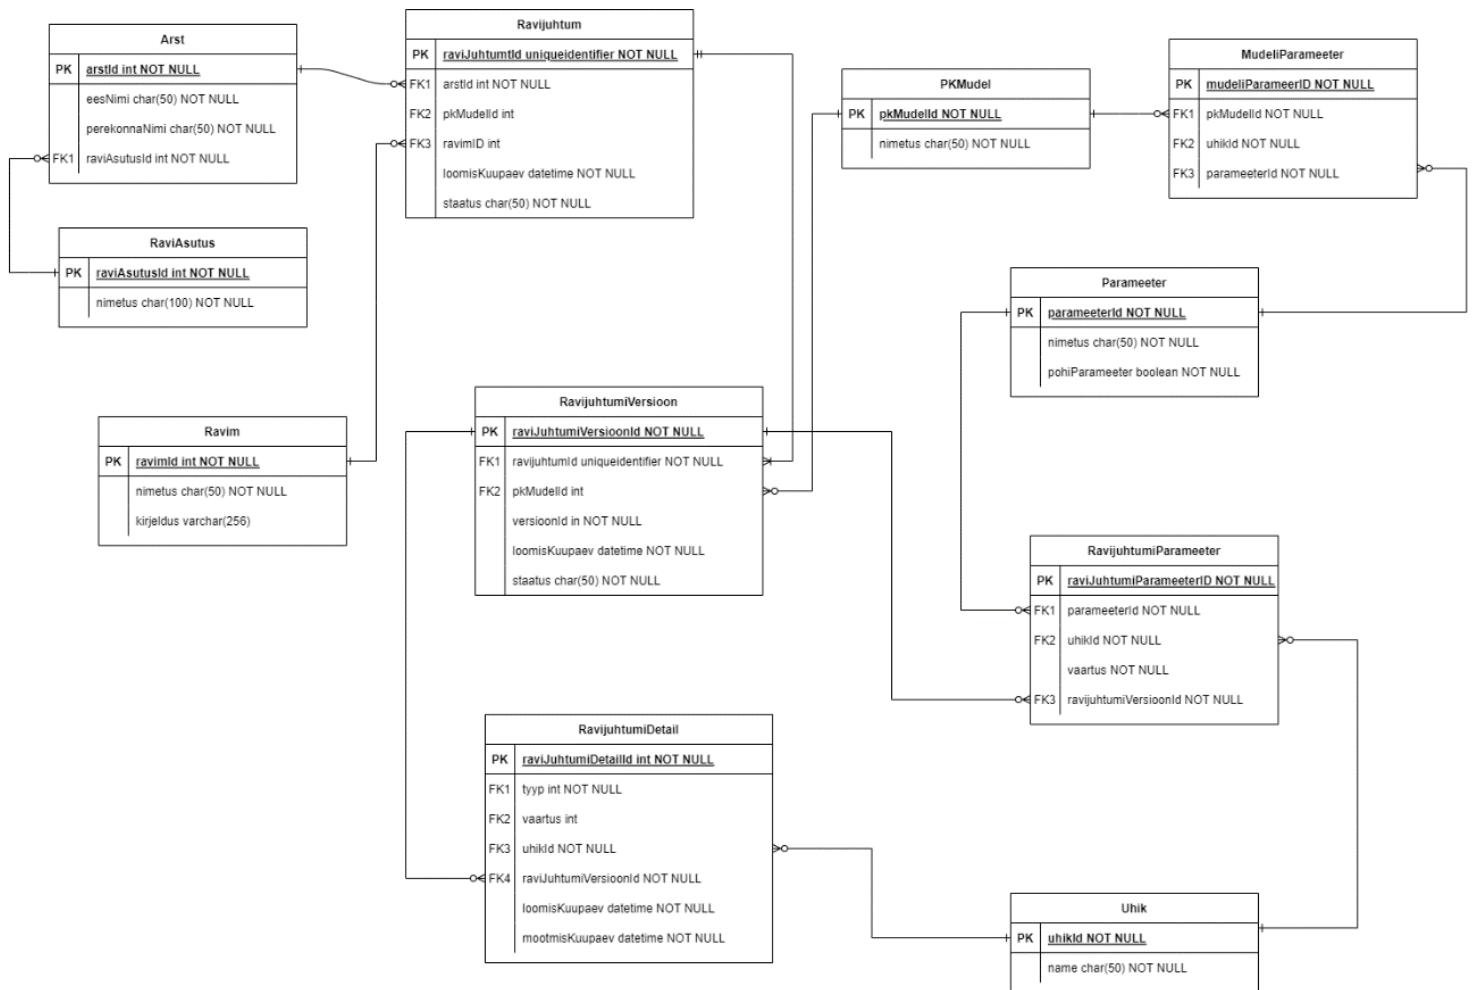 Arst
PK arstId int NOT NULL
eesNimi char(50) NOT NULL
perekonnaNimi char(50) NOT NULL
FK1 raviAsutusId int NOT NULL
Ravijuhtum
PK raviJuhtumtId uniqueidentifier NOT NULL
FK1 arstId int NOT NULL
FK2 pkMudelId int
FK3 ravimID int
loomisKuupaev datetime NOT NULL
staatus char(50) NOT NULL
PKMudel
PK pkMudelId NOT NULL
nimetus char(50) NOT NULL
MudeliParameeter
PK mudeliParameerID NOT NULL
FK1 pkMudelId NOT NULL
FK2 uhikId NOT NULL
FK3 parameeterId NOT NULL
RaviAsutus
PK raviAsutusId int NOT NULL
nimetus char(100) NOT NULL
Parameeter
PK parameeterId NOT NULL
nimetus char(50) NOT NULL
pohiParameeter boolean NOT NULL
Ravim
PK ravimId int NOT NULL
nimetus char(50) NOT NULL
kirjeldus varchar(256)
RavijuhtumiVersioon
PK raviJuhtumiVersioonId NOT NULL
FK1 ravijuhtumId uniqueidentifier NOT NULL
FK2 pkMudelId int
versioonId in NOT NULL
loomisKuupaev datetime NOT NULL
staatus char(50) NOT NULL
RavijuhtumiParameeter
PK raviJuhtumiParameeterID NOT NULL
FK1 parameeterId NOT NULL
FK2 uhikId NOT NULL
vaartus NOT NULL
FK3 ravijuhtumiVersioonId NOT NULL
RavijuhtumiDetail
PK raviJuhtumiDetailId int NOT NULL
FK1 tyyp int NOT NULL
FK2 vaartus int
FK3 uhikId NOT NULL
FK4 raviJuhtumiVersioonId NOT NULL
loomisKuupaev datetime NOT NULL
mootmisKuupaev datetime NOT NULL
Uhik
PK uhikId NOT NULL
name char(50) NOT NULL